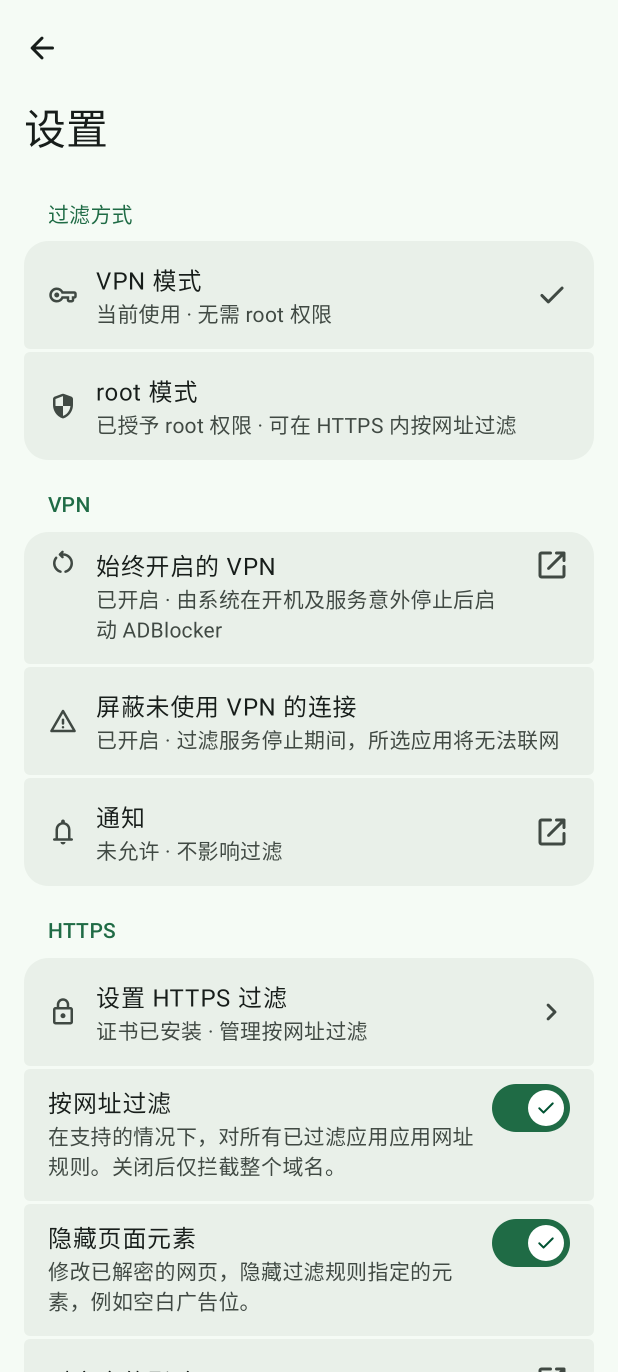 设置
过滤方式
VPN 模式
当前使用 · 无需 root 权限
root 模式
已授予 root 权限 · 可在 HTTPS 内按网址过滤
VPN
始终开启的 VPN
已开启 · 由系统在开机及服务意外停止后启
动 ADBlocker
屏蔽未使用 VPN 的连接
已开启 · 过滤服务停止期间，所选应用将无法联网
通知
未允许 · 不影响过滤
HTTPS
设置 HTTPS 过滤
证书已安装 · 管理按网址过滤
按网址过滤
在支持的情况下，对所有已过滤应用应用网址
规则。关闭后仅拦截整个域名。
隐藏页面元素
修改已解密的网页，隐藏过滤规则指定的元
素，例如空白广告位。